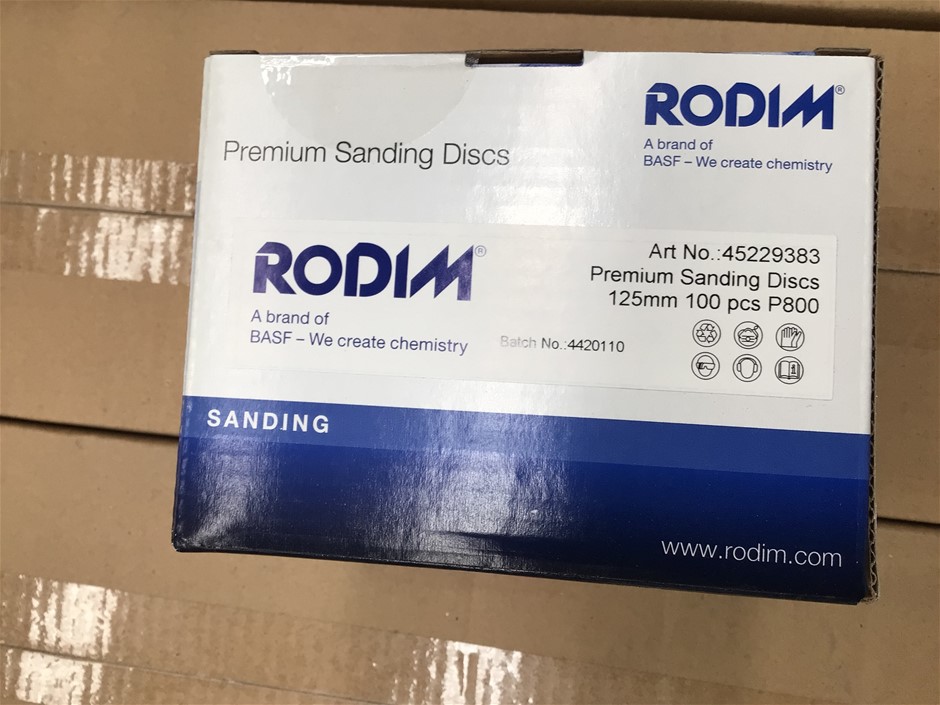 Premium Sanding Discs
RODIM®
A brand of
BASF – We create chemistry
RODIM®
A brand of
BASF – We create chemistry
Batch No.:4420110
Art No.:45229383
Premium Sanding Discs
125mm 100 pcs P800
SANDING
www.rodim.com